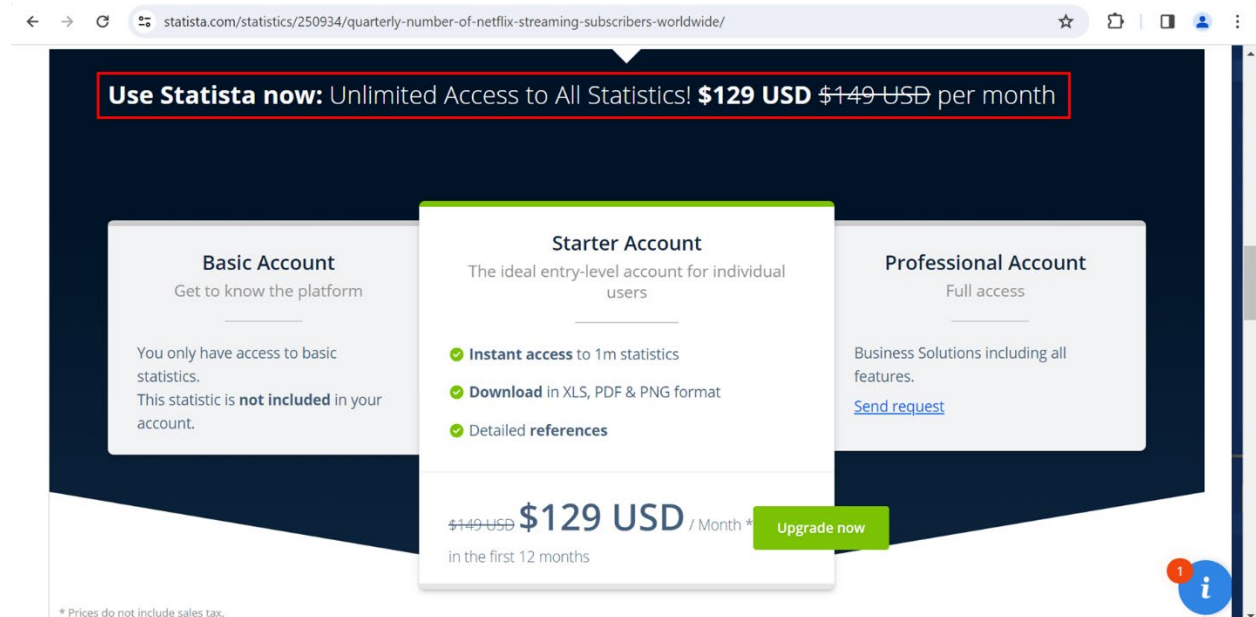 statista.com/statistics/250934/quarterly-number-of-netflix-streaming-subscribers-worldwide/
Use Statista now: Unlimited Access to All Statistics! $129 USD $149 USD per month
Basic Account
Get to know the platform
You only have access to basic
statistics.
This statistic is not included in your
account.
Starter Account
The ideal entry-level account for individual
users
Instant access to 1m statistics
Download in XLS, PDF & PNG format
Detailed references
$149 USD $129 USD / Month *
in the first 12 months
Upgrade now
Professional Account
Full access
Business Solutions including all
features.
Send request
1
i
* Prices do not include sales tax.